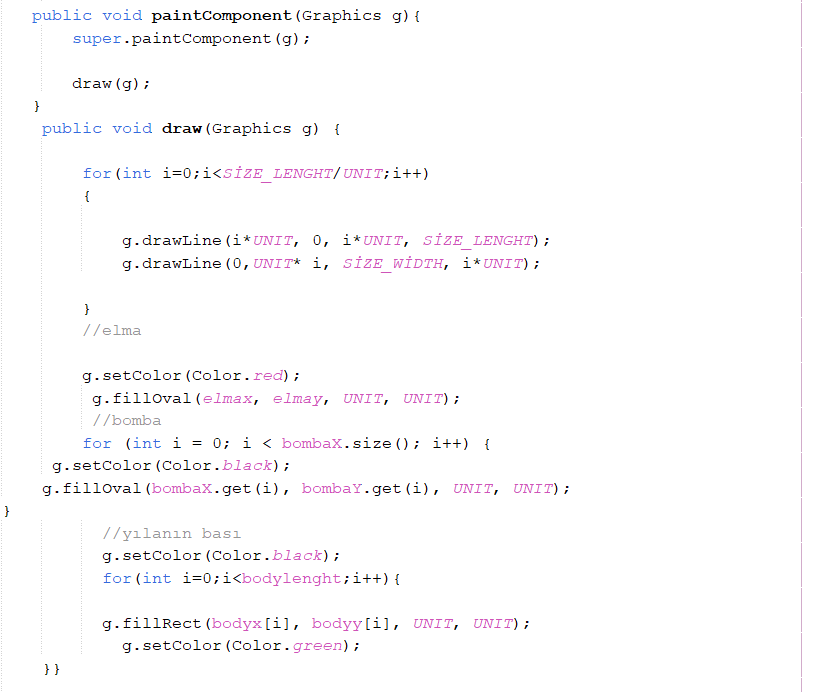 public void paintComponent(Graphics g){
super.paintComponent(g);
draw(g);
}
public void draw(Graphics g) {
for(int i=0;i<SİZE_LENGHT/UNIT;i++)
{
g.drawLine(i*UNIT, 0, i*UNIT, SİZE_LENGHT);
g.drawLine(0,UNIT* i, SİZE_WİDTH, i*UNIT);
}
//elma
g.setColor(Color.red);
g.fillOval(elmax, elmay, UNIT, UNIT);
//bomba
for (int i = 0; i < bombaX.size(); i++) {
g.setColor(Color.black);
g.fillOval(bombaX.get(i), bombaY.get(i), UNIT, UNIT);
}
//yılanın bası
g.setColor(Color.black);
for(int i=0;i<bodylenght;i++){
g.fillRect(bodyx[i], bodyy[i], UNIT, UNIT);
g.setColor(Color.green);
}}